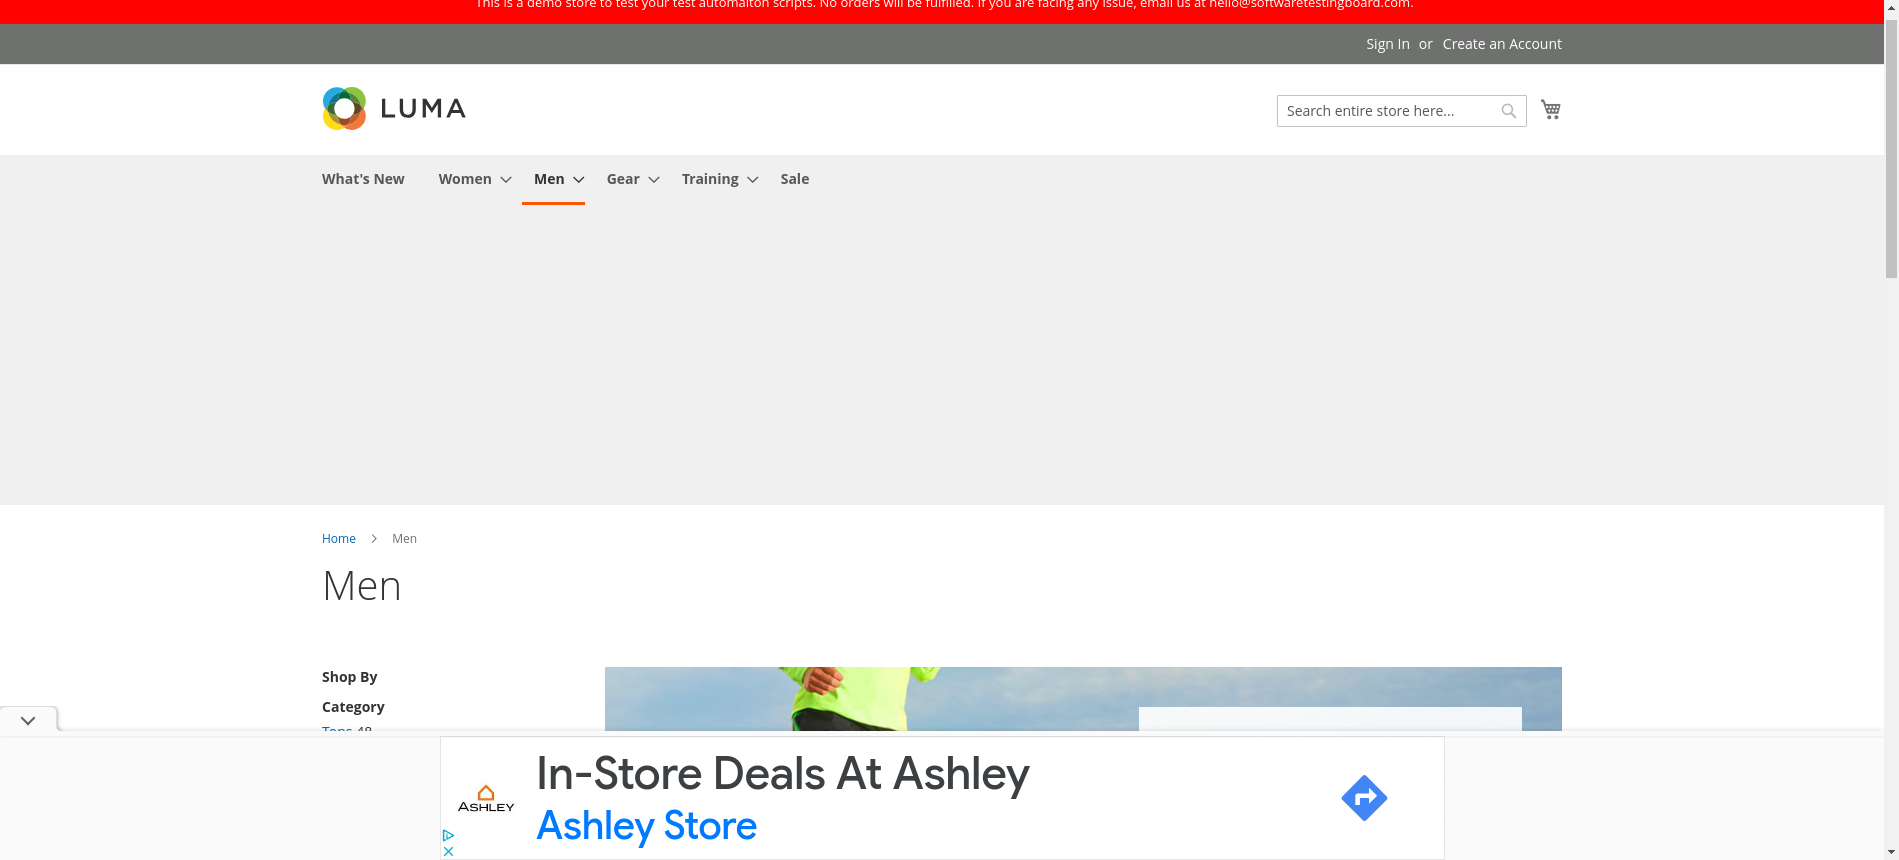 This is a demo store to test your test automaiton scripts. No orders will be fulfilled. If you are facing any issue, email us at hello@softwaretestingboard.com.
Sign In or Create an Account
LUMA
Search entire store here...
What's New Women Men Gear Training Sale
Home > Men
Men
Shop By
Category
Tops 48
In-Store Deals At Ashley
ASHLEY
Ashley Store